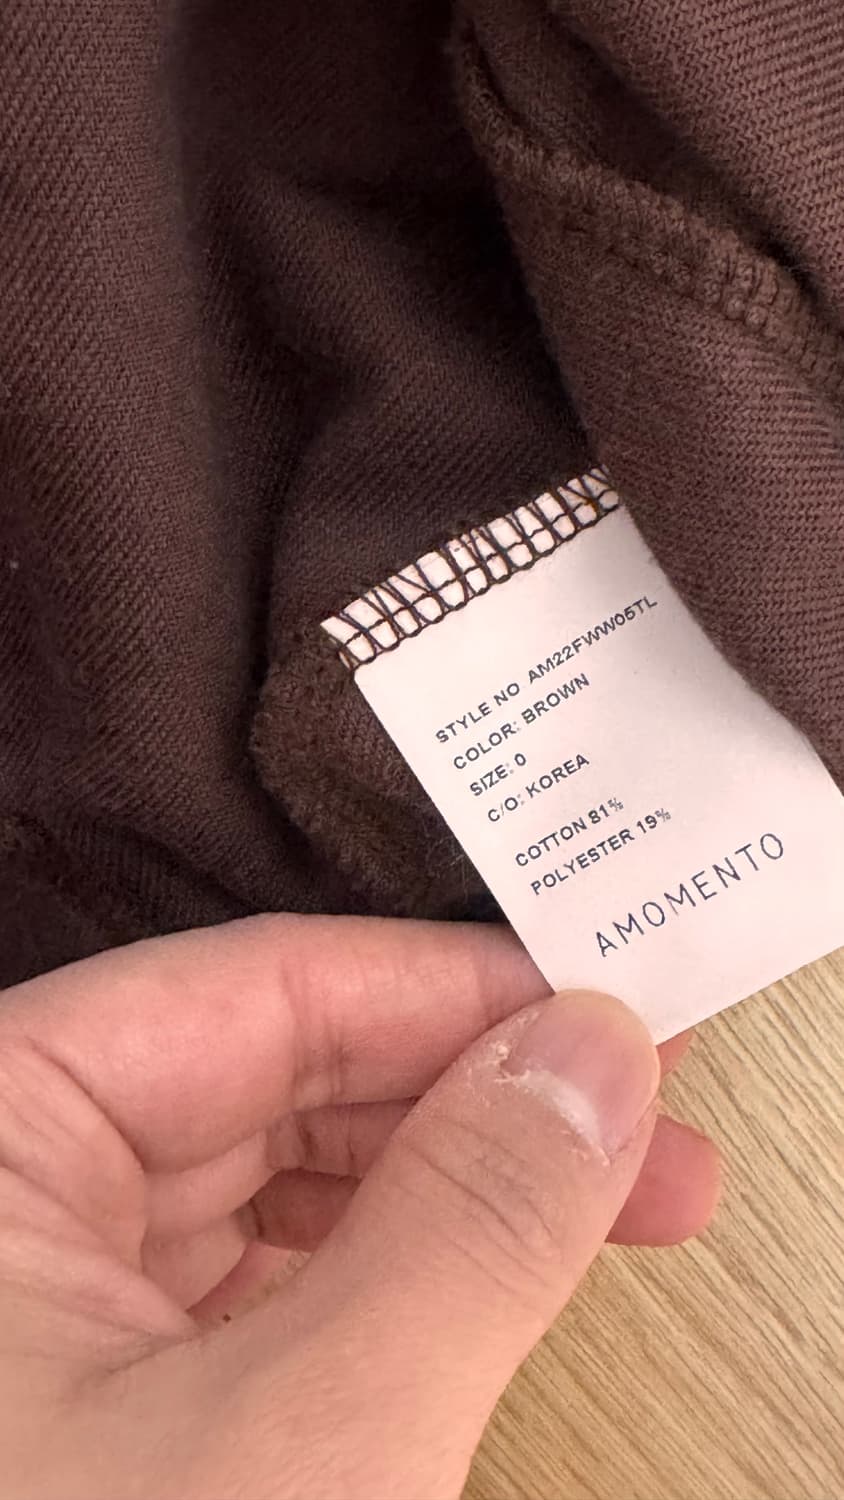 STYLE NO AM22FWW05TL
COLOR: BROWN
SIZE: 0
C/O: KOREA
COTTON 81%
POLYESTER 19%
AMOMENTO